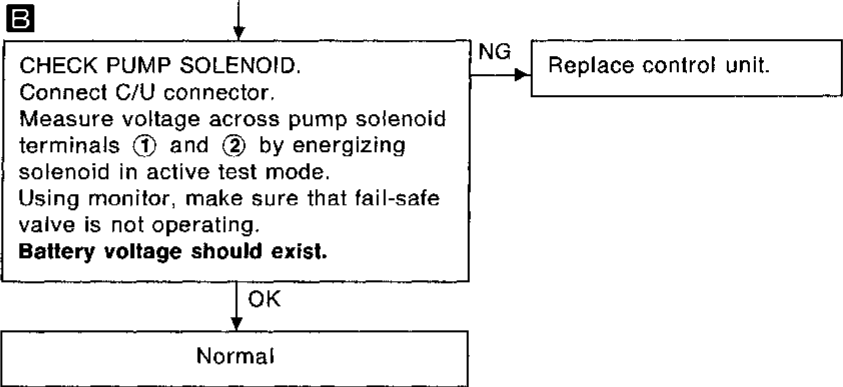 B
CHECK PUMP SOLENOID.
Connect C/U connector.
Measure voltage across pump solenoid
terminals ① and ② by energizing
solenoid in active test mode.
Using monitor, make sure that fail-safe
valve is not operating.
Battery voltage should exist.
NG
Replace control unit.
OK
Normal